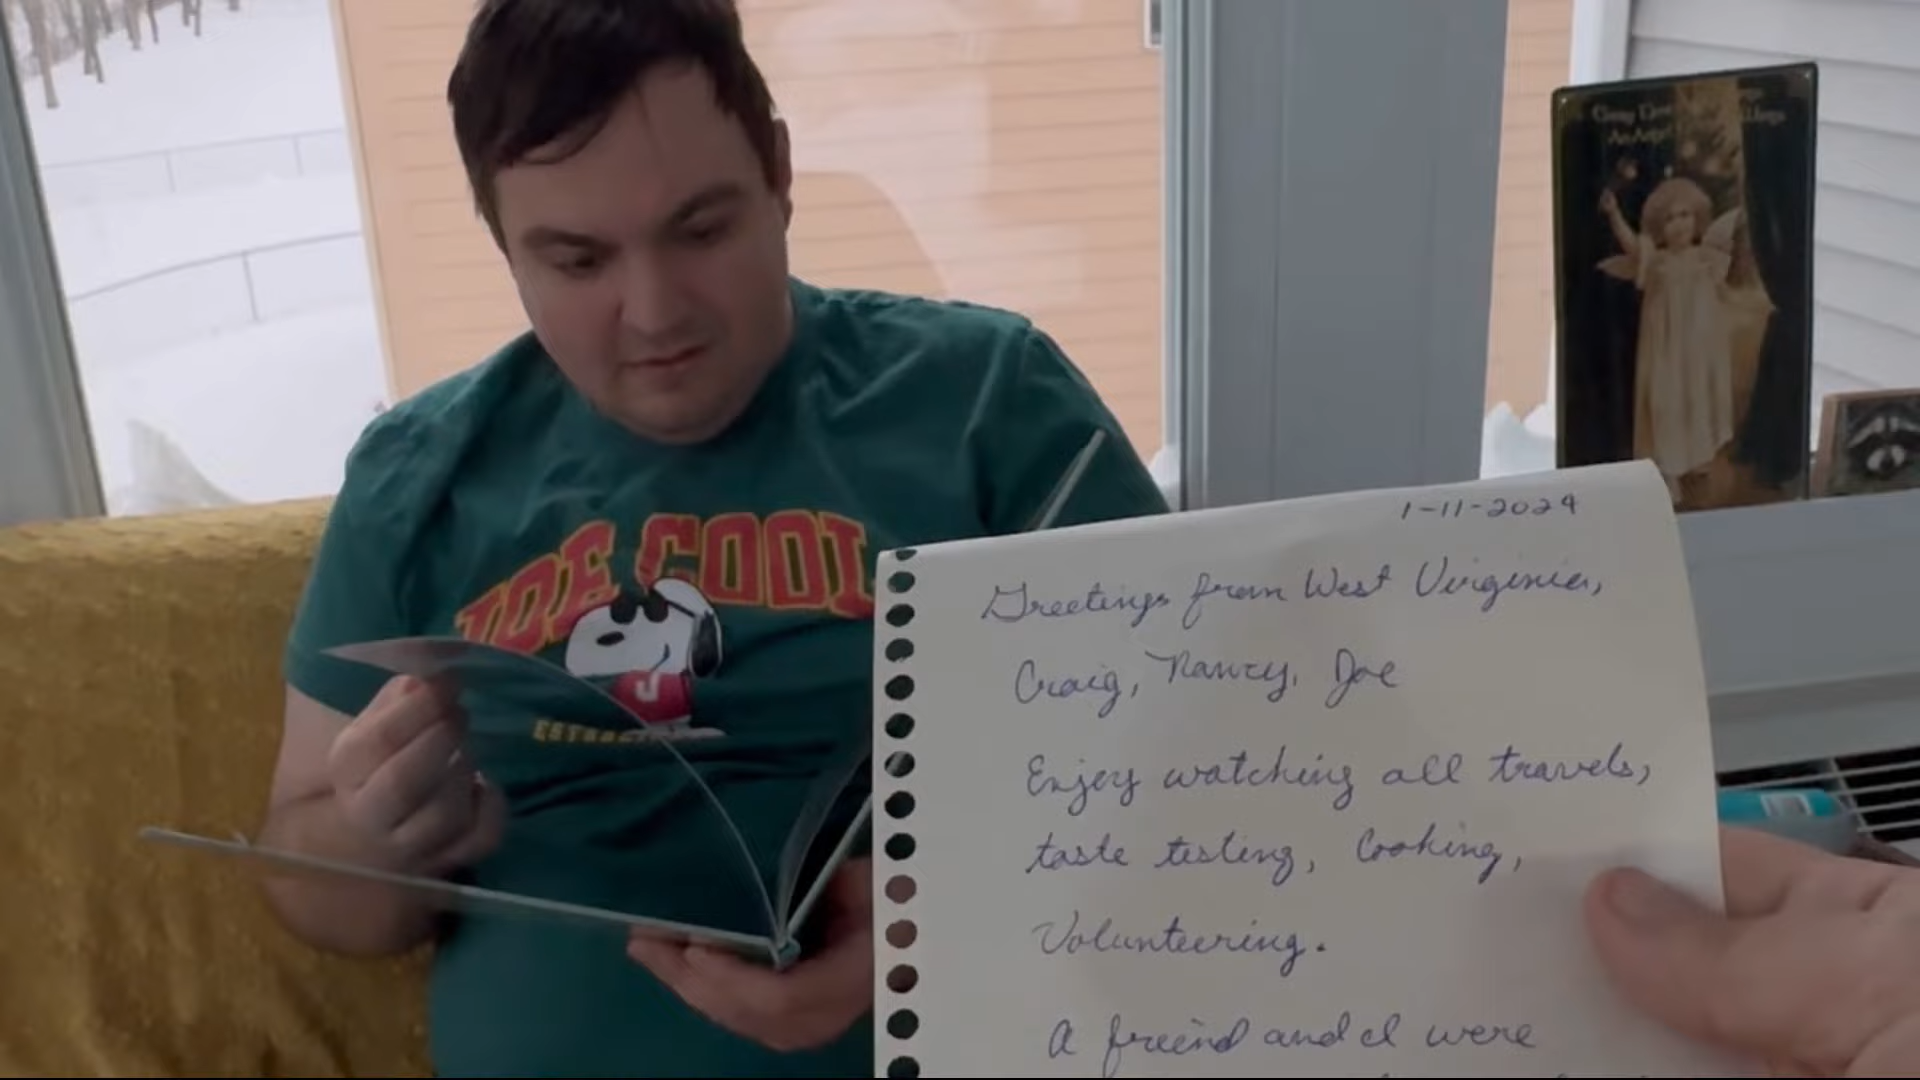 JOE COOL
1-11-2024
Greetings from West Virginia,
Craig, Nancy, Joe
Enjoy watching all travels,
taste testing, Cooking,
Volunteering.
A freind and I were